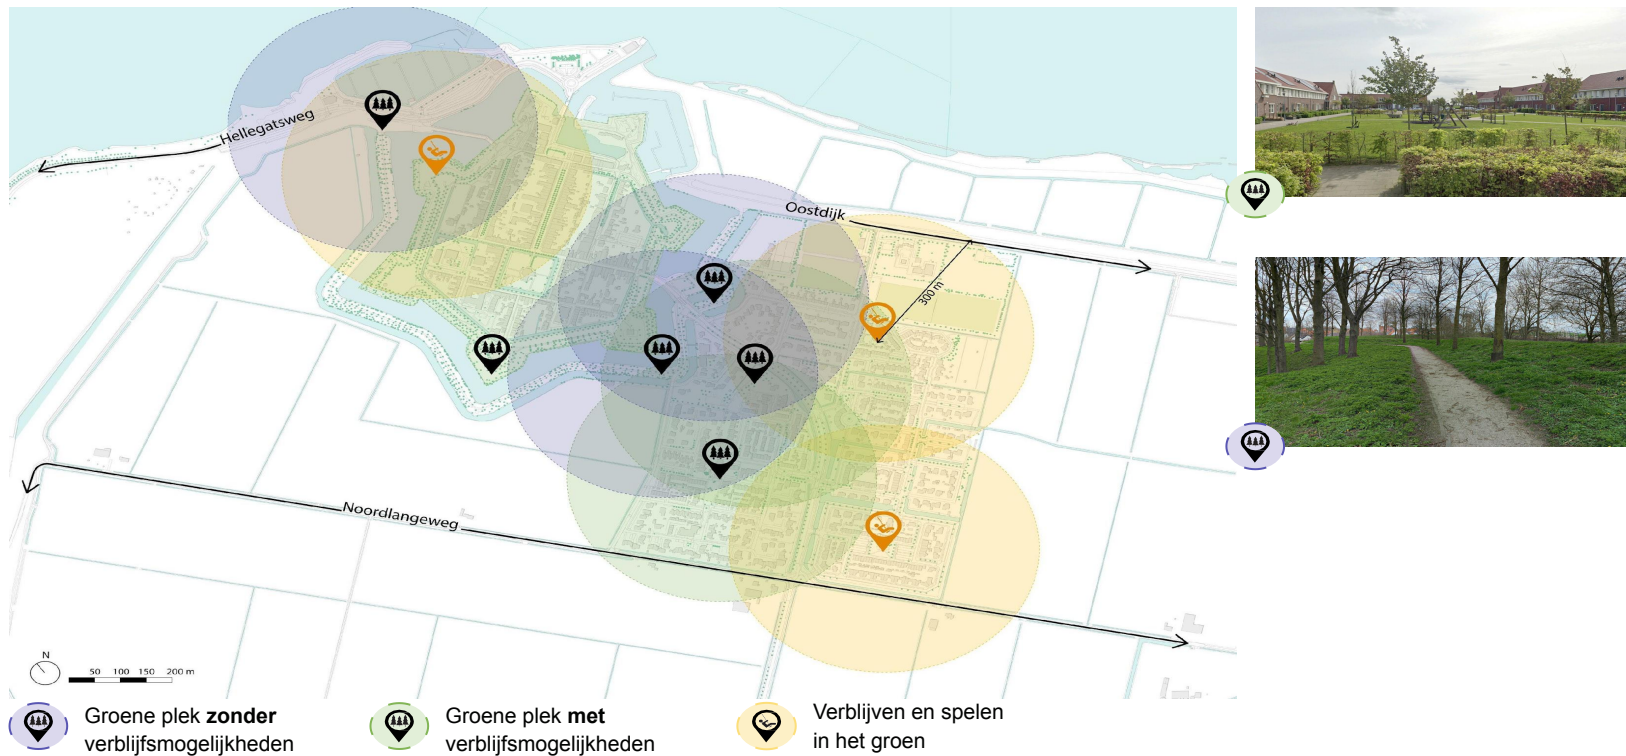 Hellegatsweg
Oostdijk
300 m
Noordlangeweg
N
50 100 150 200 m
Groene plek zonder
verblijfsmogelijkheden
Groene plek met
verblijfsmogelijkheden
Verblijven en spelen
in het groen